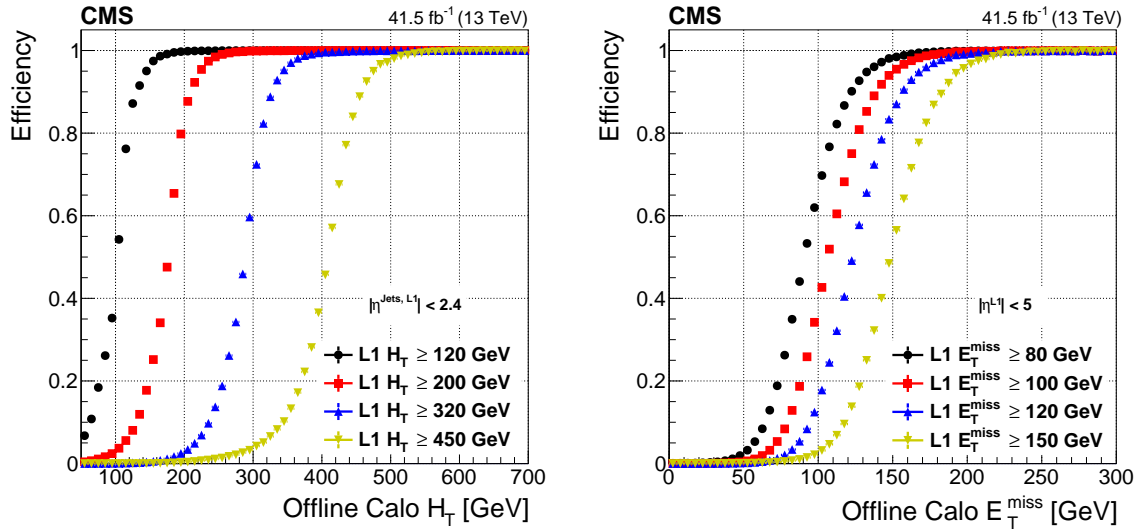 CMS 41.5 fb⁻¹ (13 TeV)
Efficiency
1
0.8
0.6
0.4
0.2
0
|η^Jets, L1| < 2.4
L1 H_T ≥ 120 GeV
L1 H_T ≥ 200 GeV
L1 H_T ≥ 320 GeV
L1 H_T ≥ 450 GeV
100 200 300 400 500 600 700
Offline Calo H_T [GeV]
CMS 41.5 fb⁻¹ (13 TeV)
Efficiency
1
0.8
0.6
0.4
0.2
0
|η^L1| < 5
L1 E_T^miss ≥ 80 GeV
L1 E_T^miss ≥ 100 GeV
L1 E_T^miss ≥ 120 GeV
L1 E_T^miss ≥ 150 GeV
0 50 100 150 200 250 300
Offline Calo E_T^miss [GeV]